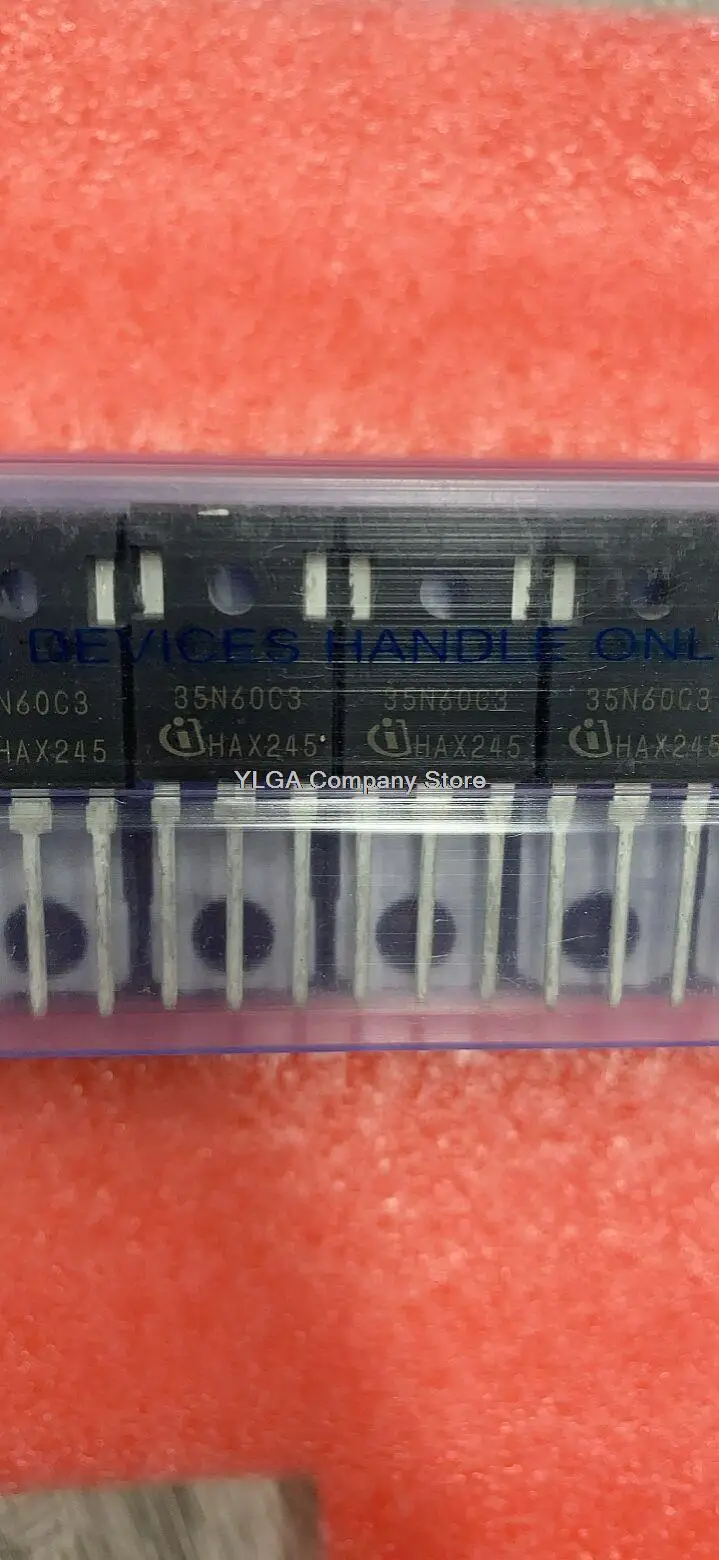 DEVICES HANDLE ONL
N60C3 35N60C3 35N60C3 35N60C3
HAX245 HAX245 HAX245 HAX245
YLGA Company Store